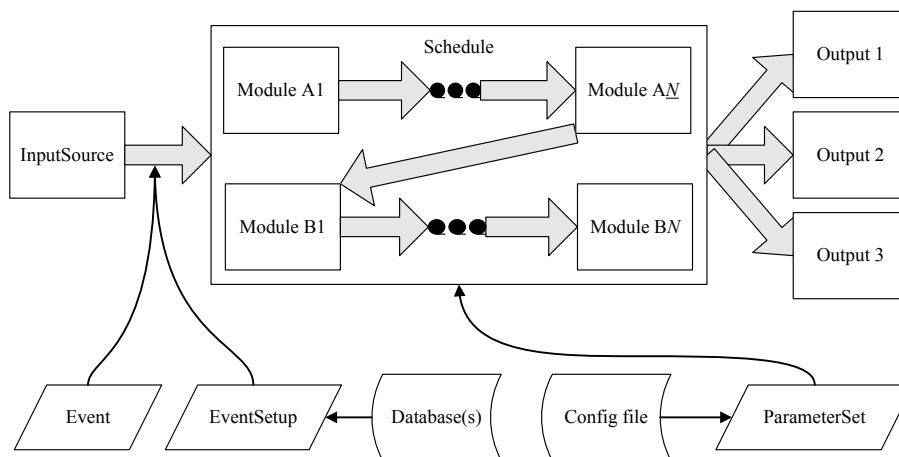 Schedule
Output 1
Module A1
Module AN
InputSource
Output 2
Module B1
Module BN
Output 3
Event
EventSetup
Database(s)
Config file
ParameterSet